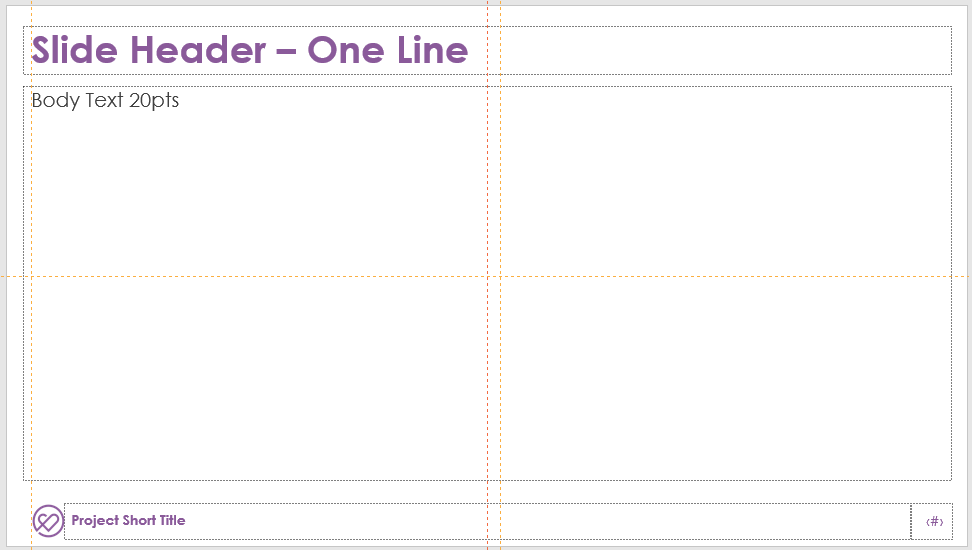 Slide Header – One Line
Body Text 20pts
Project Short Title
‹#›